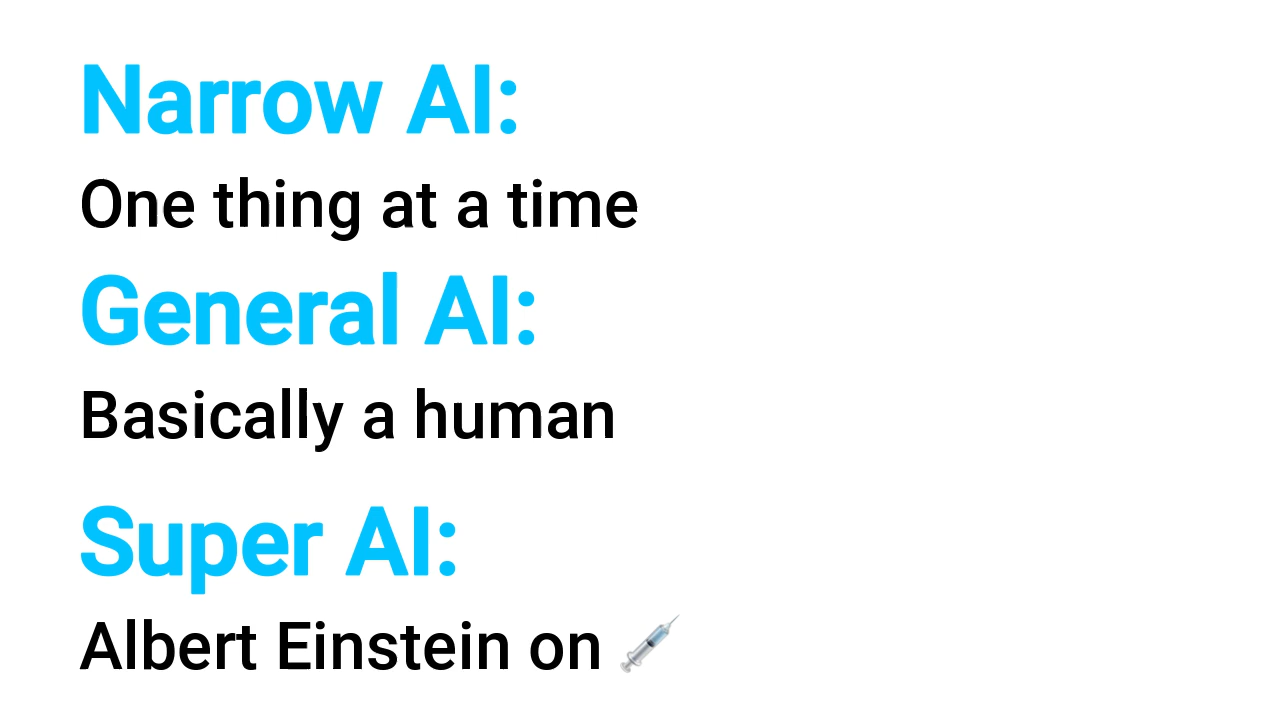 Narrow AI:
One thing at a time
General AI:
Basically a human
Super AI:
Albert Einstein on 💉